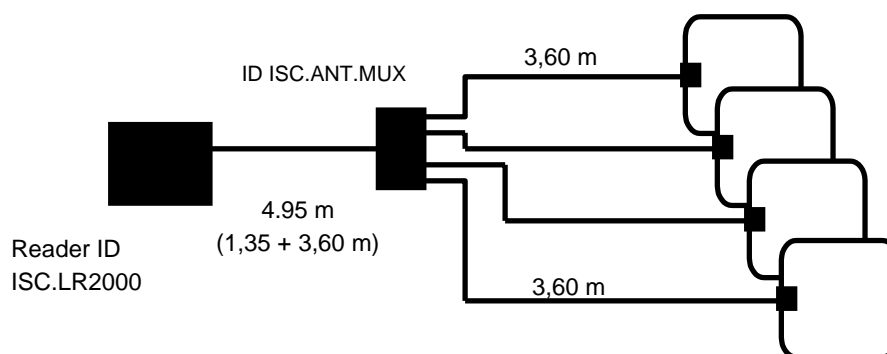 3,60 m
ID ISC.ANT.MUX
4.95 m
(1,35 + 3,60 m)
Reader ID
ISC.LR2000
3,60 m